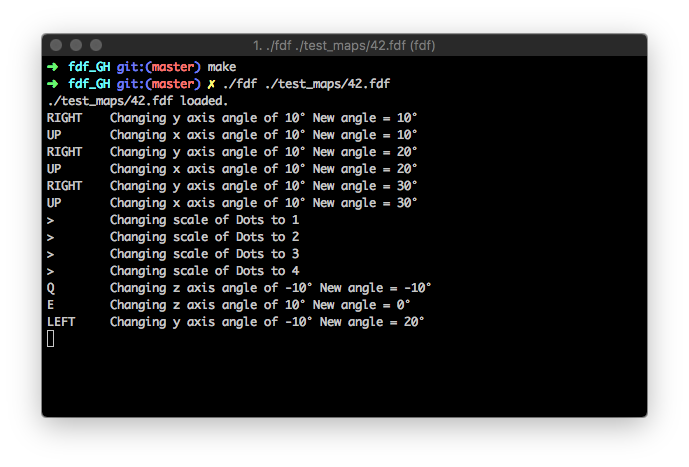 1. ./fdf ./test_maps/42.fdf (fdf)
➜ fdf_GH git:(master) make
➜ fdf_GH git:(master) ✗ ./fdf ./test_maps/42.fdf
./test_maps/42.fdf loaded.
RIGHT Changing y axis angle of 10° New angle = 10°
UP Changing x axis angle of 10° New angle = 10°
RIGHT Changing y axis angle of 10° New angle = 20°
UP Changing x axis angle of 10° New angle = 20°
RIGHT Changing y axis angle of 10° New angle = 30°
UP Changing x axis angle of 10° New angle = 30°
> Changing scale of Dots to 1
> Changing scale of Dots to 2
> Changing scale of Dots to 3
> Changing scale of Dots to 4
Q Changing z axis angle of -10° New angle = -10°
E Changing z axis angle of 10° New angle = 0°
LEFT Changing y axis angle of -10° New angle = 20°